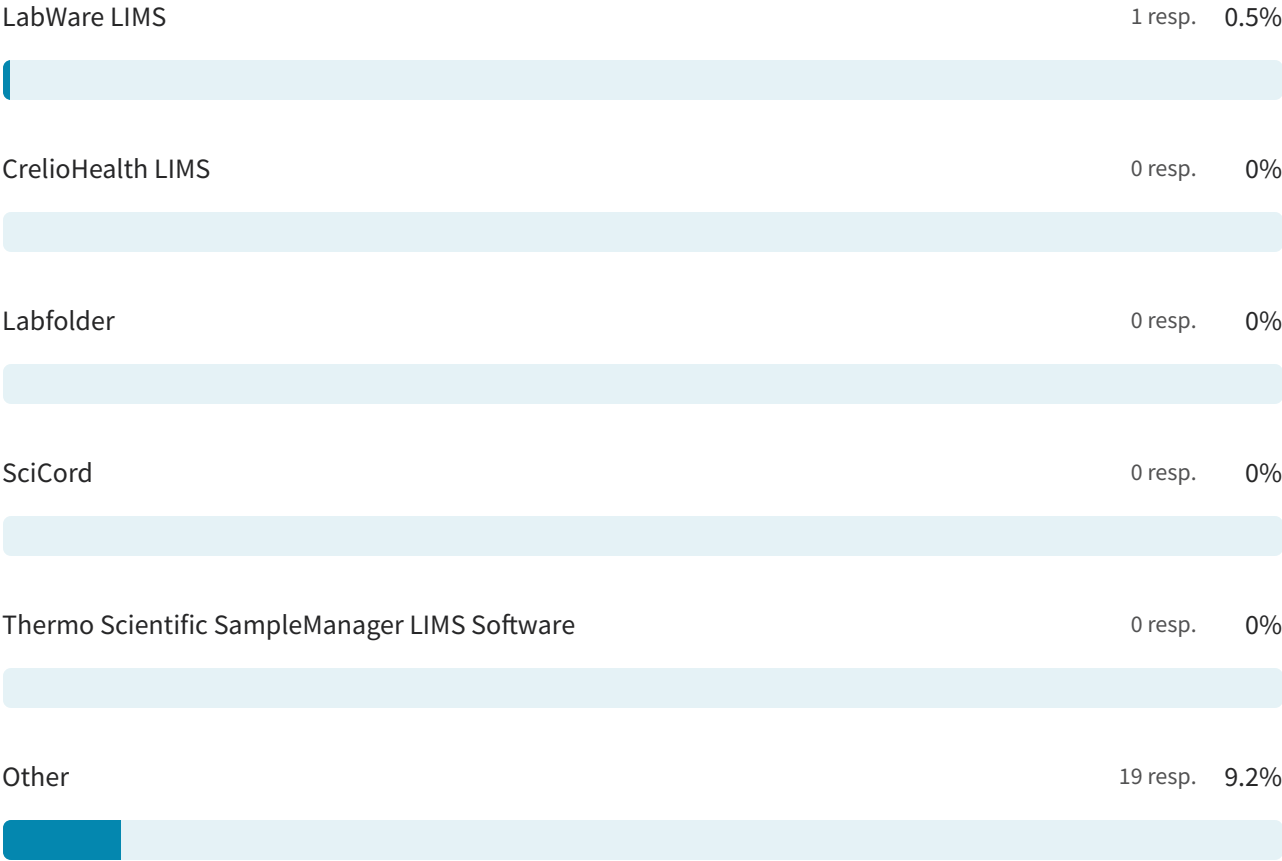 LabWare LIMS 1 resp. 0.5%
CrelioHealth LIMS 0 resp. 0%
Labfolder 0 resp. 0%
SciCord 0 resp. 0%
Thermo Scientific SampleManager LIMS Software 0 resp. 0%
Other 19 resp. 9.2%